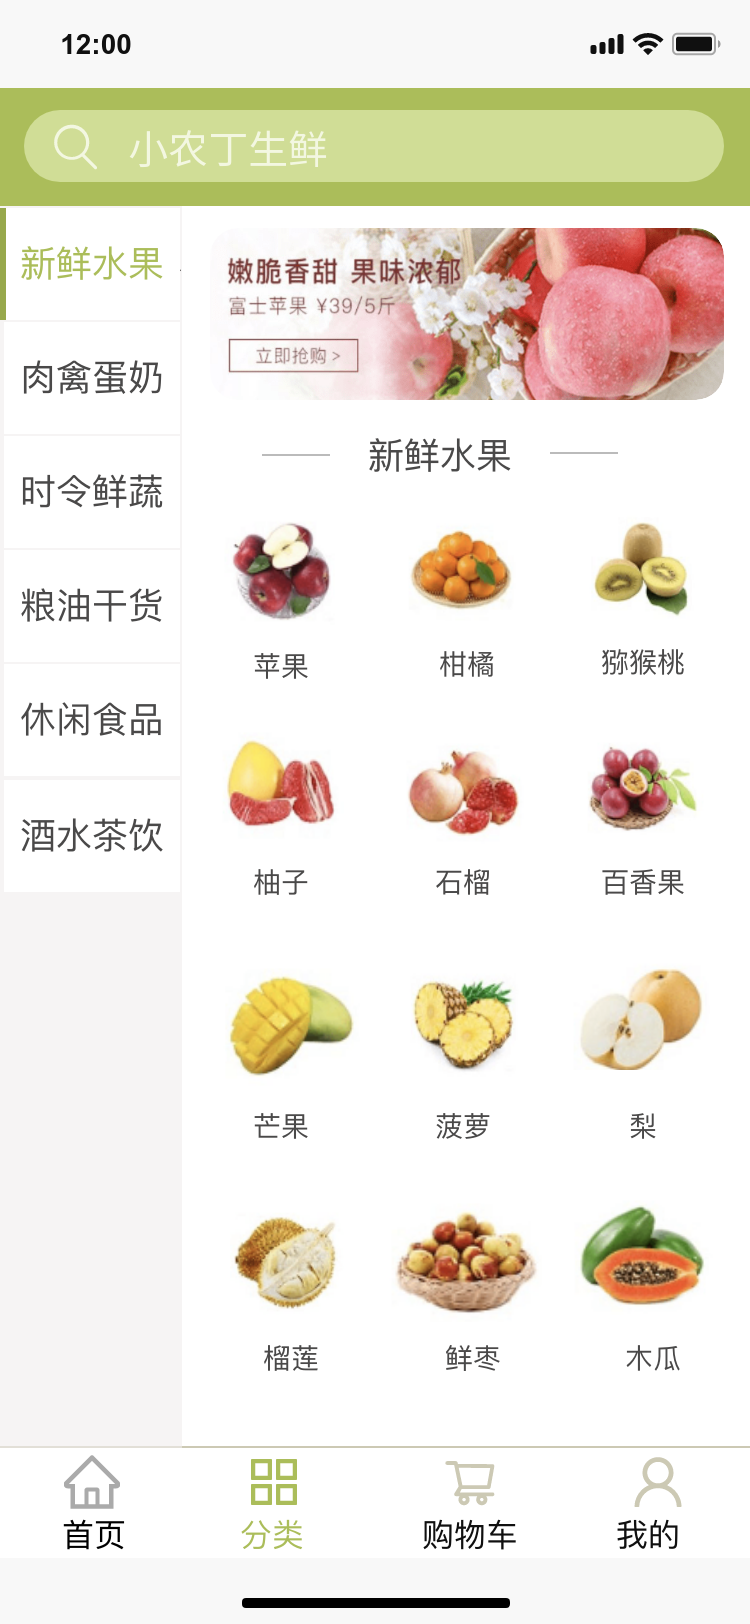 12:00
小农丁生鲜
新鲜水果
肉禽蛋奶
时令鲜蔬
粮油干货
休闲食品
酒水茶饮
嫩脆香甜 果味浓郁
富士苹果 ¥39/5斤
立即抢购 >
新鲜水果
苹果 柑橘 猕猴桃
柚子 石榴 百香果
芒果 菠萝 梨
榴莲 鲜枣 木瓜
首页 分类 购物车 我的